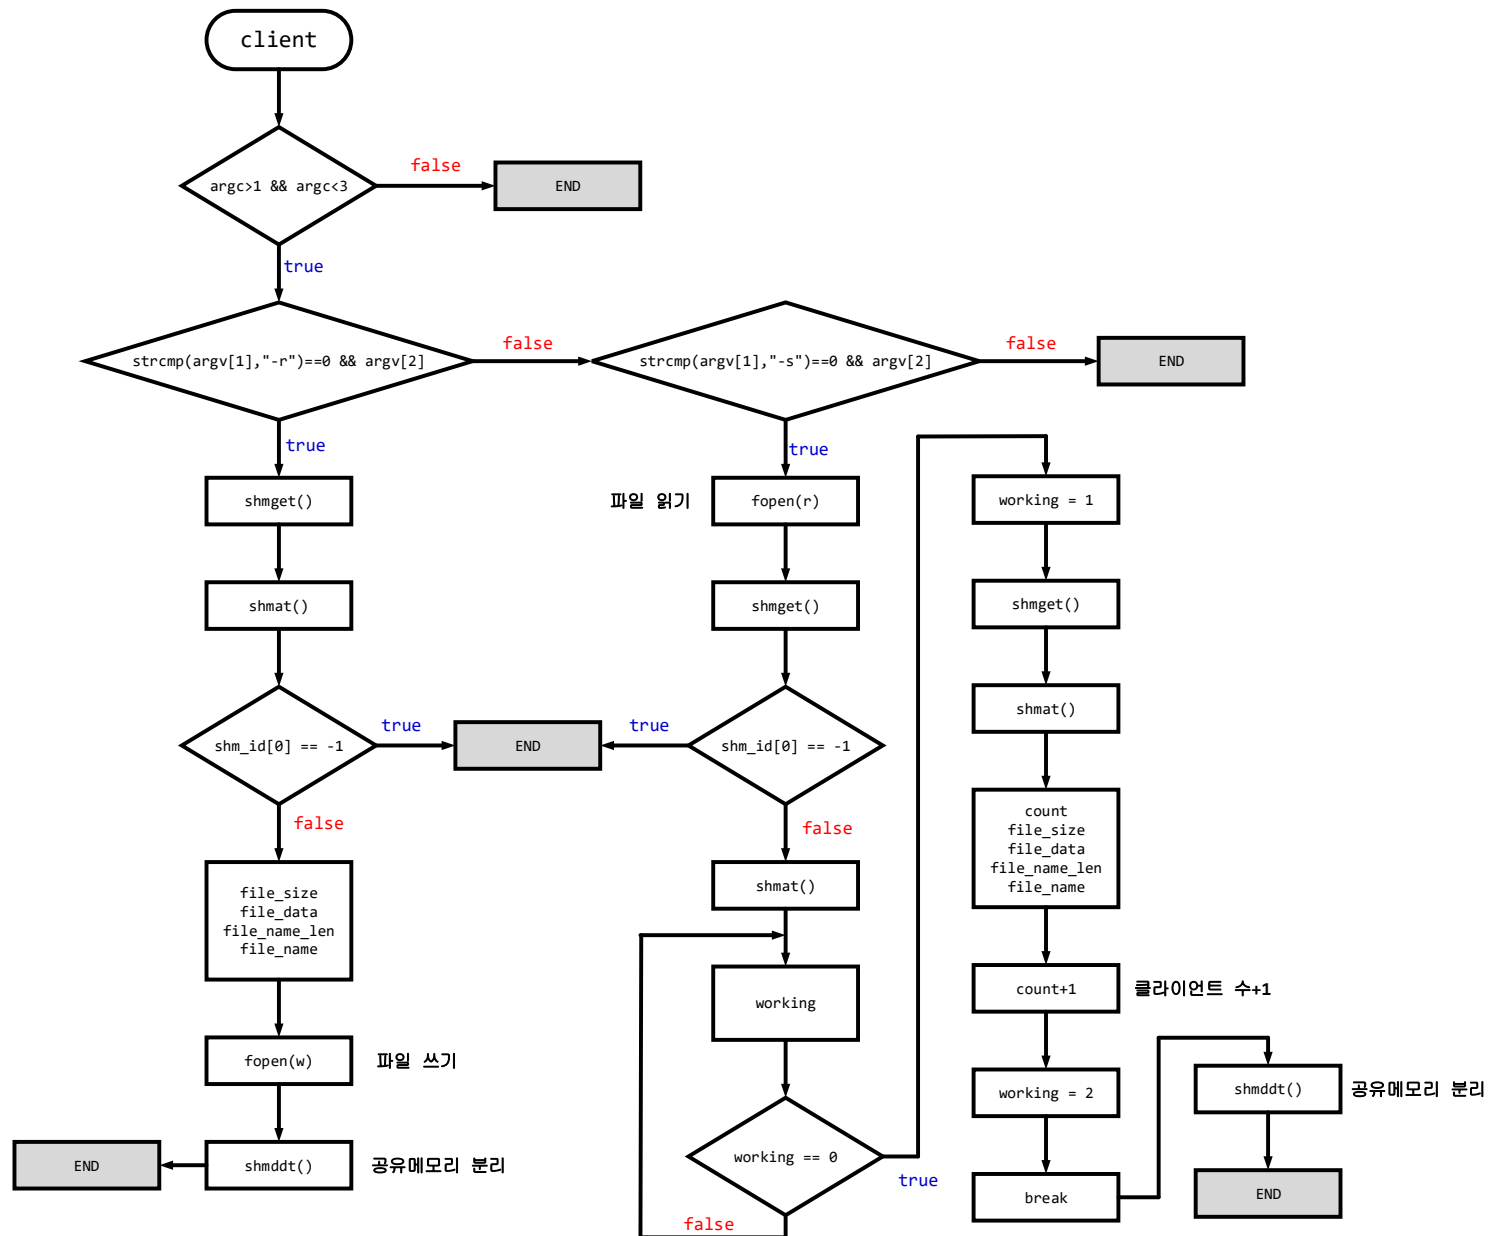 client
argc>1 && argc<3
false
END
true
strcmp(argv[1],"-r")==0 && argv[2]
false
strcmp(argv[1],"-s")==0 && argv[2]
false
END
true
true
shmget()
파일 읽기
fopen(r)
working = 1
shmat()
shmget()
shmget()
shm_id[0] == -1
true
END
true
shm_id[0] == -1
shmat()
false
false
file_size
file_data
file_name_len
file_name
shmat()
count
file_size
file_data
file_name_len
file_name
working
count+1
클라이언트 수+1
fopen(w)
파일 쓰기
working = 2
shmddt()
공유메모리 분리
END
shmddt()
공유메모리 분리
working == 0
true
false
break
END